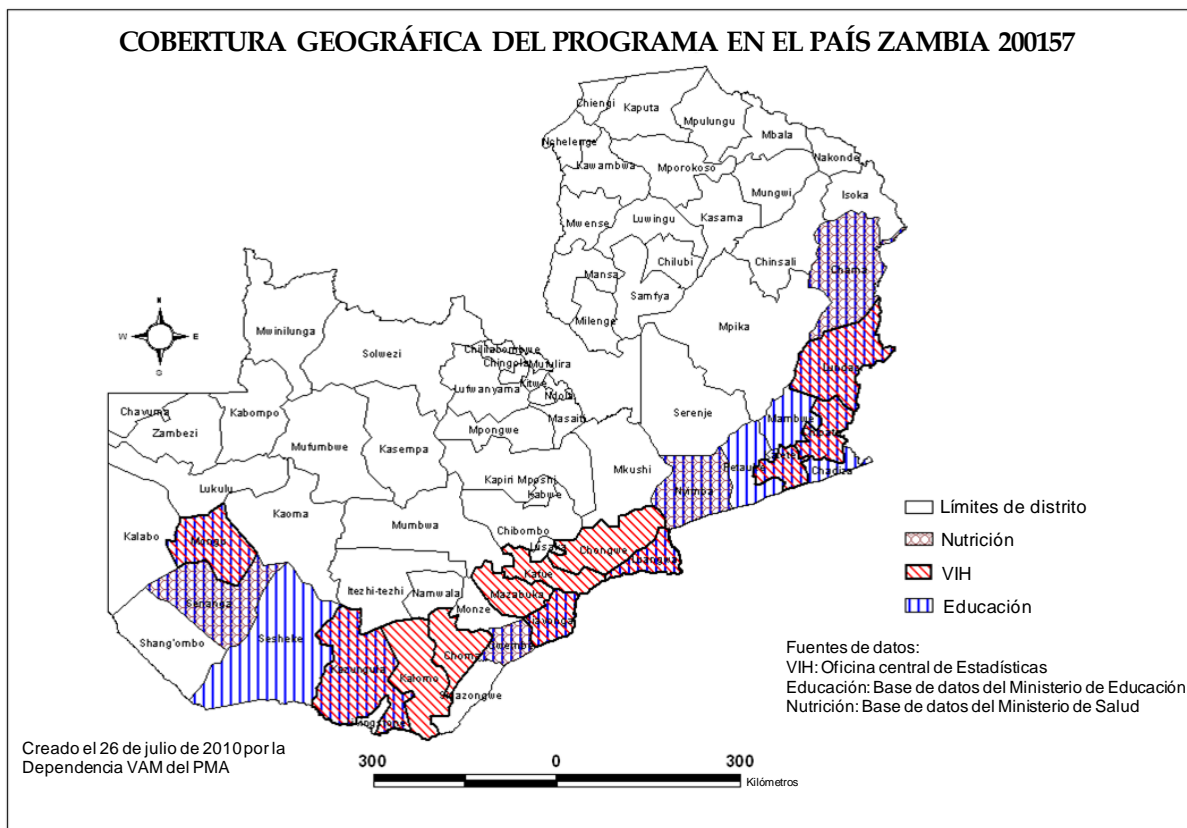 COBERTURA GEOGRÁFICA DEL PROGRAMA EN EL PAÍS ZAMBIA 200157
Chiengi
Kaputa
Mpulungu
Mbala
Nchelenge
Nakonde
Kawambwa
Mporokoso
Mungwi
Isoka
Mwense
Luwingu
Kasama
Chilubi
Chinsali
Mansa
Chama
Samfya
Milenge
Mpika
N
W
E
Mwinilunga
Solwezi
Chililabombwe
Chingola
Mufulira
Kitwe
Lufwanyama
Ndola
Lundazi
Chavuma
Kabompo
Masaiti
Serenje
Mambwe
Zambezi
Mpongwe
Mufumbwe
Kasempa
Petauke
Chadiza
Mkushi
Nyimba
Kapiri Mposhi
Kabwe
Lukulu
Kaoma
Chibombo
Mumbwa
Kalabo
Mongu
Lusaka
Chongwe
Luangwa
Kafue
Itezhi-tezhi
Namwala
Mazabuka
Senanga
Monze
Siavonga
Shang'ombo
Sesheke
Gwembe
Choma
Kazungula
Kalomo
Límites de distrito
Nutrición
VIH
Educación
Fuentes de datos:
VIH: Oficina central de Estadísticas
Educación: Base de datos del Ministerio de Educación
Nutrición: Base de datos del Ministerio de Salud
Creado el 26 de julio de 2010 por la
Dependencia VAM del PMA
300 0 300
Kilómetros